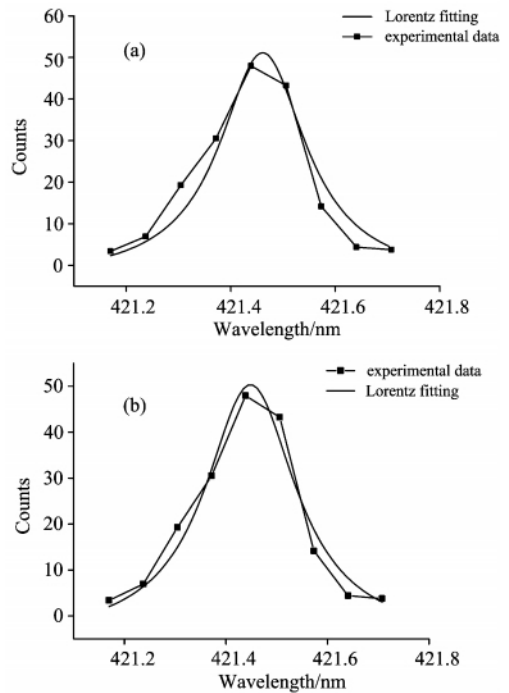 60
50
40
30
20
10
0
Counts
(a)
Lorentz fitting
experimental data
421.2 421.4 421.6 421.8
Wavelength/nm
50
40
30
20
10
0
Counts
(b)
experimental data
Lorentz fitting
421.2 421.4 421.6 421.8
Wavelength/nm